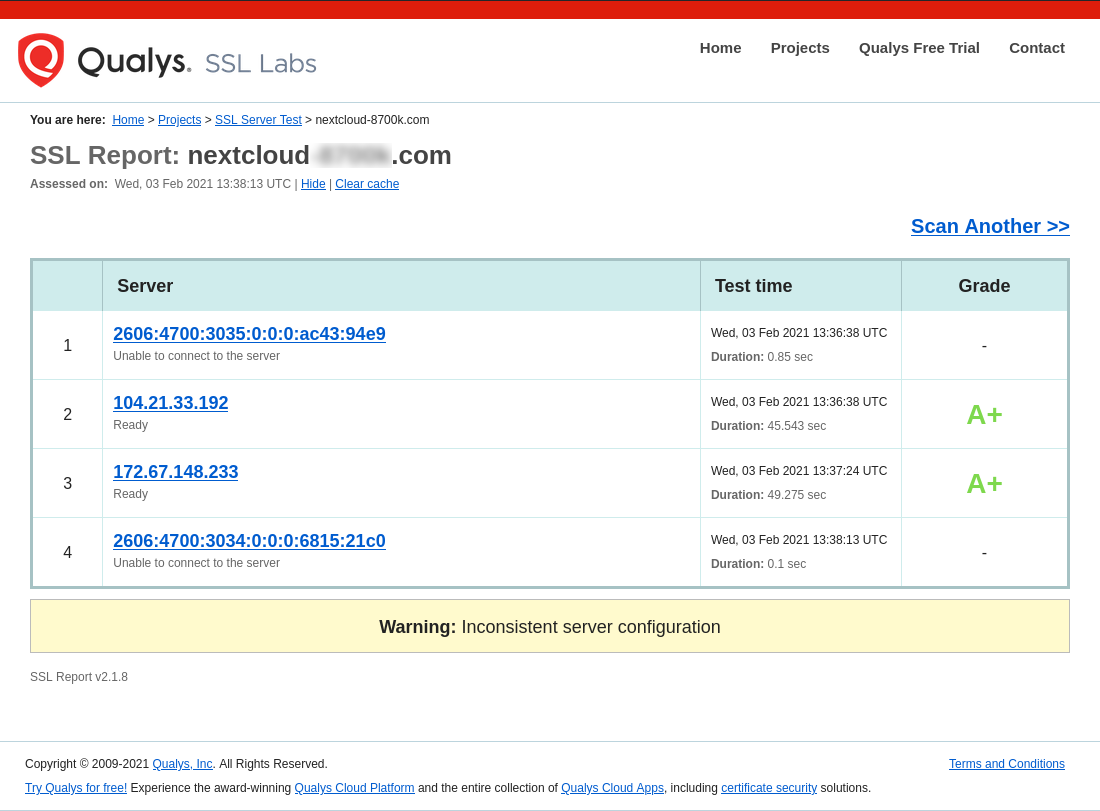 Qualys. SSL Labs
Home Projects Qualys Free Trial Contact
You are here: Home > Projects > SSL Server Test > nextcloud-8700k.com
SSL Report: nextcloud-8700k.com
Assessed on: Wed, 03 Feb 2021 13:38:13 UTC | Hide | Clear cache
Scan Another >>
Server Test time Grade
1 2606:4700:3035:0:0:0:ac43:94e9 Wed, 03 Feb 2021 13:36:38 UTC -
Unable to connect to the server Duration: 0.85 sec
2 104.21.33.192 Wed, 03 Feb 2021 13:36:38 UTC A+
Ready Duration: 45.543 sec
3 172.67.148.233 Wed, 03 Feb 2021 13:37:24 UTC A+
Ready Duration: 49.275 sec
4 2606:4700:3034:0:0:0:6815:21c0 Wed, 03 Feb 2021 13:38:13 UTC -
Unable to connect to the server Duration: 0.1 sec
Warning: Inconsistent server configuration
SSL Report v2.1.8
Copyright © 2009-2021 Qualys, Inc. All Rights Reserved. Terms and Conditions
Try Qualys for free! Experience the award-winning Qualys Cloud Platform and the entire collection of Qualys Cloud Apps, including certificate security solutions.